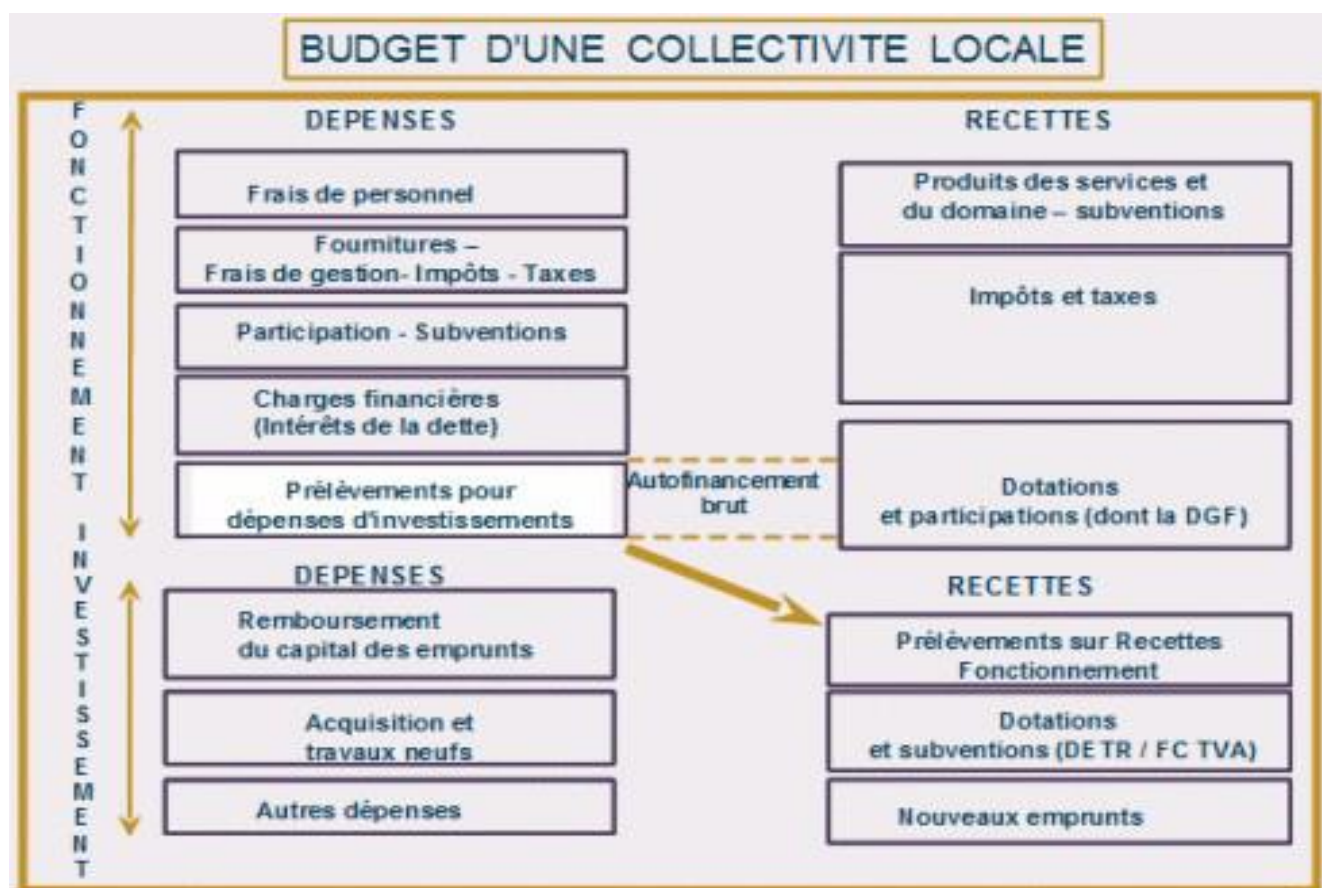 BUDGET D'UNE COLLECTIVITE LOCALE
FONCTIONNEMENT
DEPENSES
Frais de personnel
Fournitures –
Frais de gestion- Impôts - Taxes
Participation - Subventions
Charges financières
(Intérêts de la dette)
Prélèvements pour
dépenses d'investissements
Autofinancement
brut
RECETTES
Produits des services et
du domaine – subventions
Impôts et taxes
Dotations
et participations (dont la DGF)
INVESTISSEMENT
DEPENSES
Remboursement
du capital des emprunts
Acquisition et
travaux neufs
Autres dépenses
RECETTES
Prélèvements sur Recettes
Fonctionnement
Dotations
et subventions (DETR / FC TVA)
Nouveaux emprunts